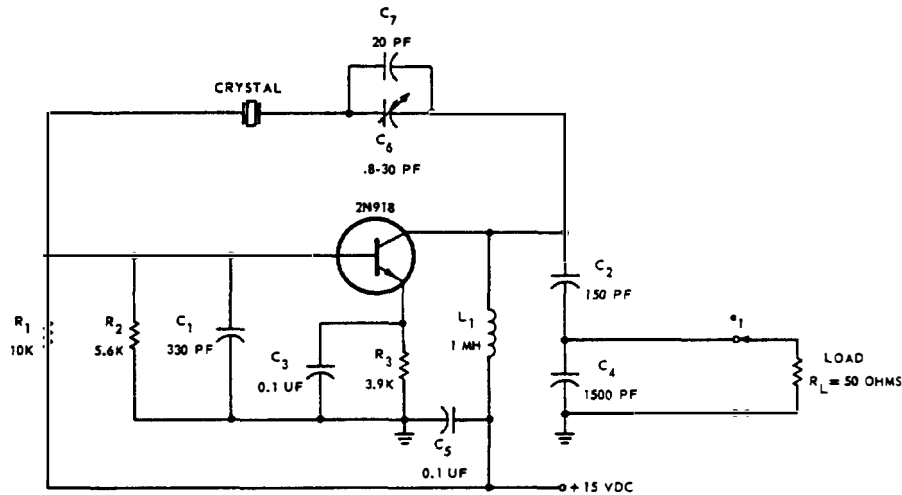 C7
20 PF
CRYSTAL
C6
.8-30 PF
2N918
C2
150 PF
R1
10K
R2
5.6K
C1
330 PF
C3
0.1 UF
R3
3.9K
L1
1 MH
e1
C4
1500 PF
LOAD
RL = 50 OHMS
C5
0.1 UF
+ 15 VDC